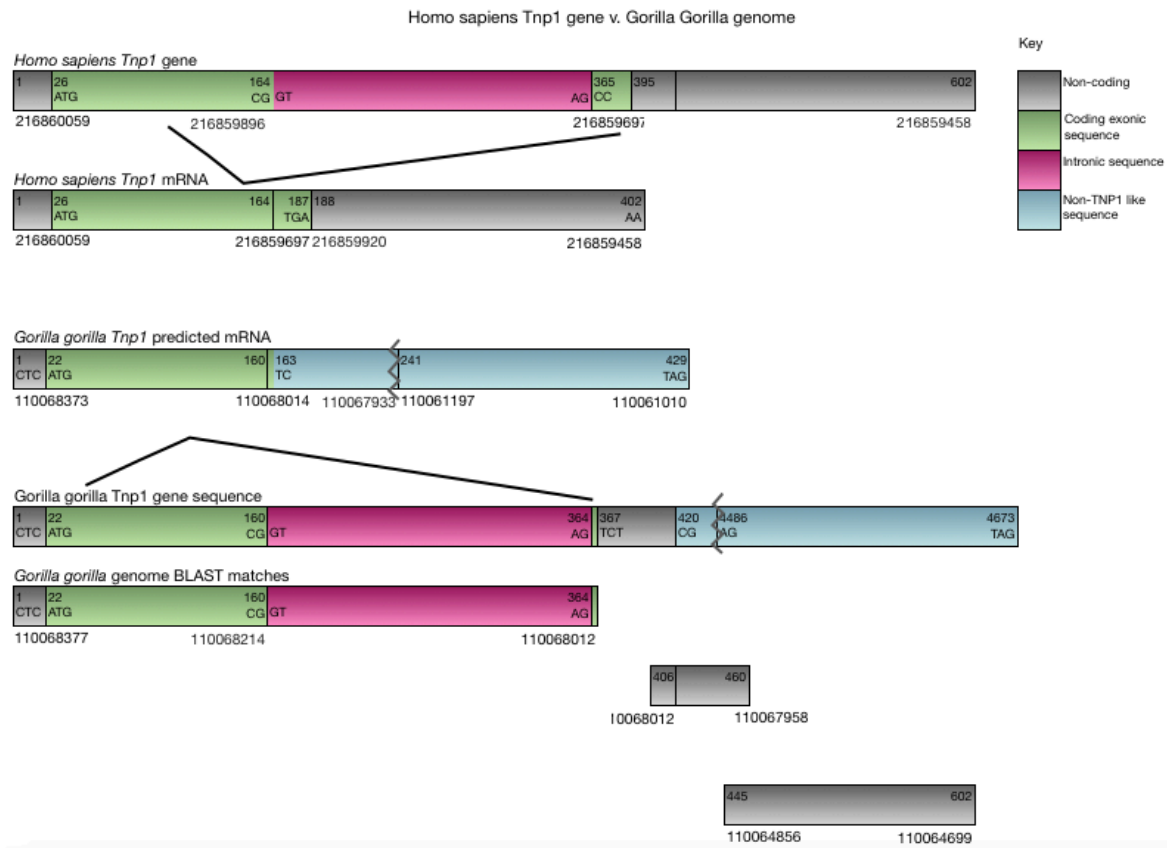 Homo sapiens Tnp1 gene v. Gorilla Gorilla genome
Key
Non-coding
Coding exonic
sequence
Intronic sequence
Non-TNP1 like
sequence
Homo sapiens Tnp1 gene
1 26 164 365 395 602
ATG CG GT AG CC
216860059 216859896 216859697 216859458
Homo sapiens Tnp1 mRNA
1 26 164 187 188 402
ATG TGA AA
216860059 216859697 216859920 216859458
Gorilla gorilla Tnp1 predicted mRNA
1 22 160 163 241 429
CTC ATG TC TAG
110068373 110068014 110067933 110061197 110061010
Gorilla gorilla Tnp1 gene sequence
1 22 160 364 367 420 4486 4673
CTC ATG CG GT AG TCT CG AG TAG
Gorilla gorilla genome BLAST matches
1 22 160 364
CTC ATG CG GT AG
110068377 110068214 110068012
406 460
10068012 110067958
445 602
110064856 110064699